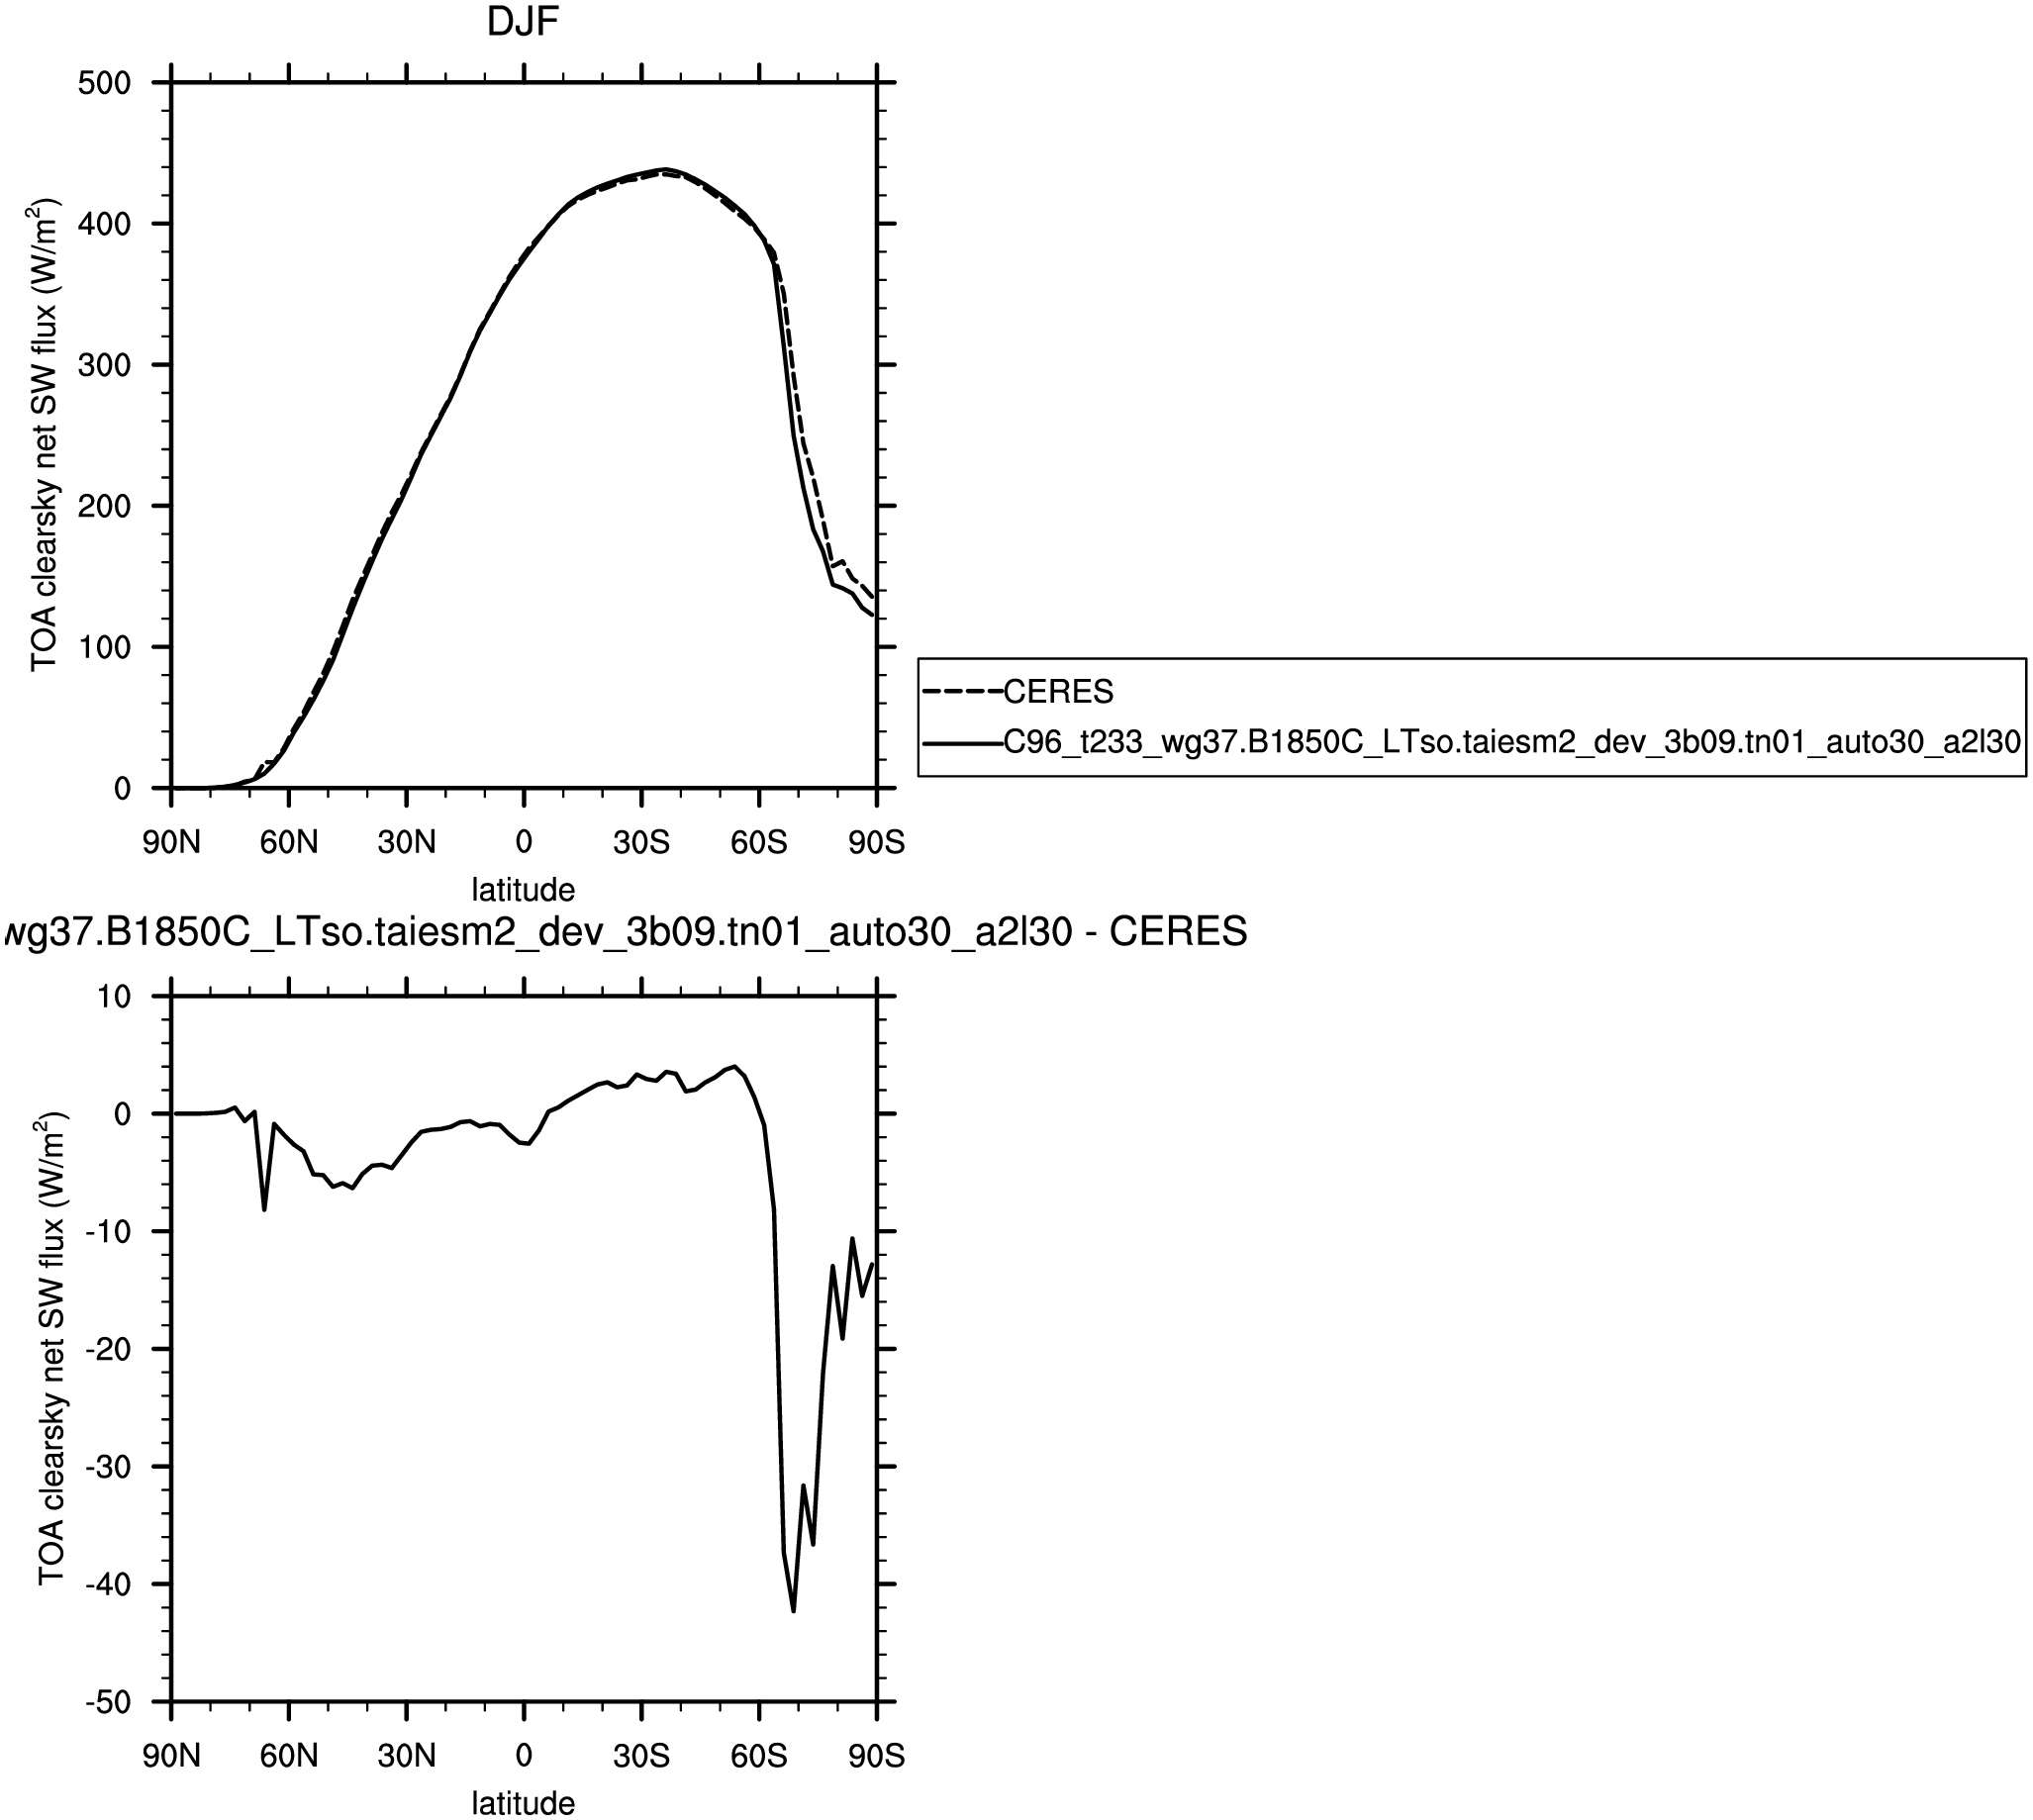 DJF
TOA clearsky net SW flux (W/m²)
500
400
300
200
100
0
90N 60N 30N 0 30S 60S 90S
latitude
CERES
C96_t233_wg37.B1850C_LTso.taiesm2_dev_3b09.tn01_auto30_a2l30
wg37.B1850C_LTso.taiesm2_dev_3b09.tn01_auto30_a2l30 - CERES
TOA clearsky net SW flux (W/m²)
10
0
-10
-20
-30
-40
-50
90N 60N 30N 0 30S 60S 90S
latitude